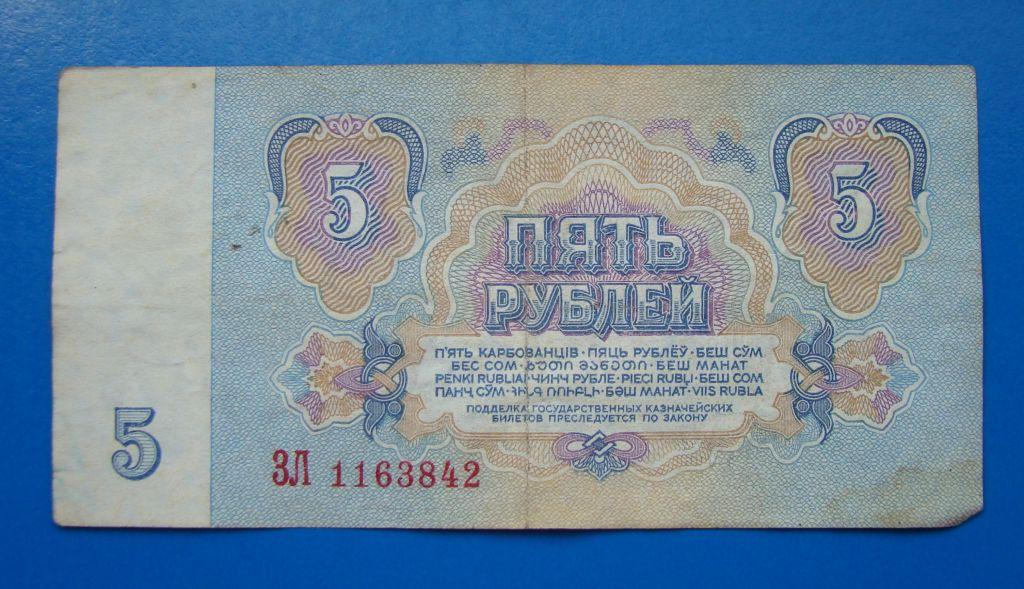 5 5
ПЯТЬ
РУБЛЕЙ
П'ЯТЬ КАРБОВАНЦІВ · ПЯЦЬ РУБЛЁЎ · БЕШ СЎМ
БЕС СОМ · ᲮᲣᲗᲘ ᲛᲐᲜᲔᲗᲘ · БЕШ МАНАТ
PENKI RUBLIAI · ЧИНЧ РУБЛЕ · PIECI RUBĻI · БЕШ СОМ
ПАНҶ СӮМ · ՀԻՆԳ ՌՈՒԲԼԻ · БӘШ МАНАТ · VIIS RUBLA
ПОДДЕЛКА ГОСУДАРСТВЕННЫХ КАЗНАЧЕЙСКИХ
БИЛЕТОВ ПРЕСЛЕДУЕТСЯ ПО ЗАКОНУ
5
ЗЛ 1163842